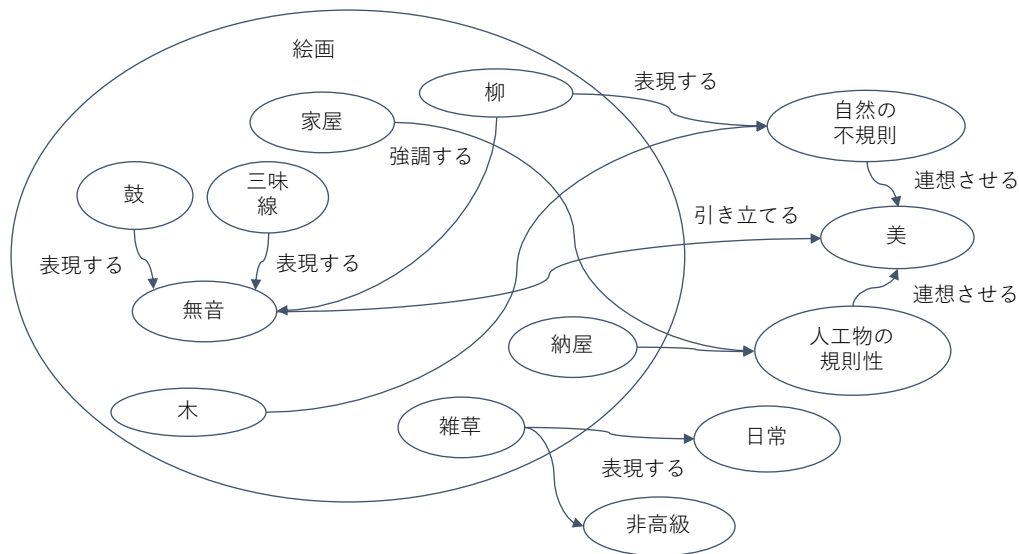 絵画
柳
表現する
家屋
自然の
不規則
強調する
連想させる
鼓
三味
線
引き立てる
美
表現する
表現する
無音
連想させる
納屋
人工物の
規則性
木
雑草
日常
表現する
非高級